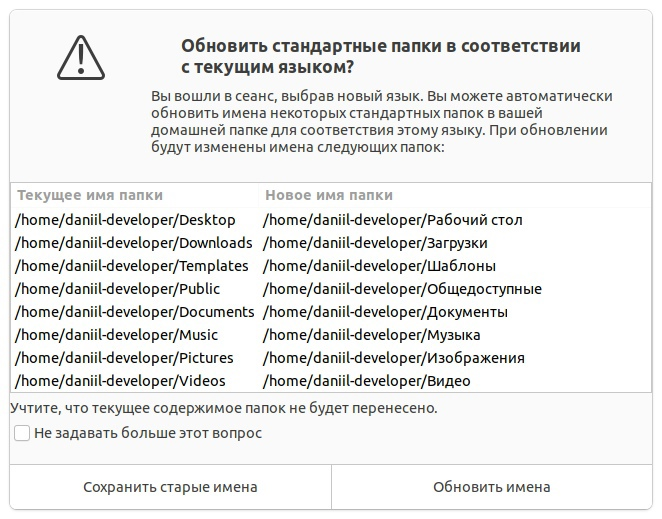 Обновить стандартные папки в соответствии
с текущим языком?
Вы вошли в сеанс, выбрав новый язык. Вы можете автоматически
обновить имена некоторых стандартных папок в вашей
домашней папке для соответствия этому языку. При обновлении
будут изменены имена следующих папок:
Текущее имя папки Новое имя папки
/home/daniil-developer/Desktop /home/daniil-developer/Рабочий стол
/home/daniil-developer/Downloads /home/daniil-developer/Загрузки
/home/daniil-developer/Templates /home/daniil-developer/Шаблоны
/home/daniil-developer/Public /home/daniil-developer/Общедоступные
/home/daniil-developer/Documents /home/daniil-developer/Документы
/home/daniil-developer/Music /home/daniil-developer/Музыка
/home/daniil-developer/Pictures /home/daniil-developer/Изображения
/home/daniil-developer/Videos /home/daniil-developer/Видео
Учтите, что текущее содержимое папок не будет перенесено.
Не задавать больше этот вопрос
Сохранить старые имена Обновить имена